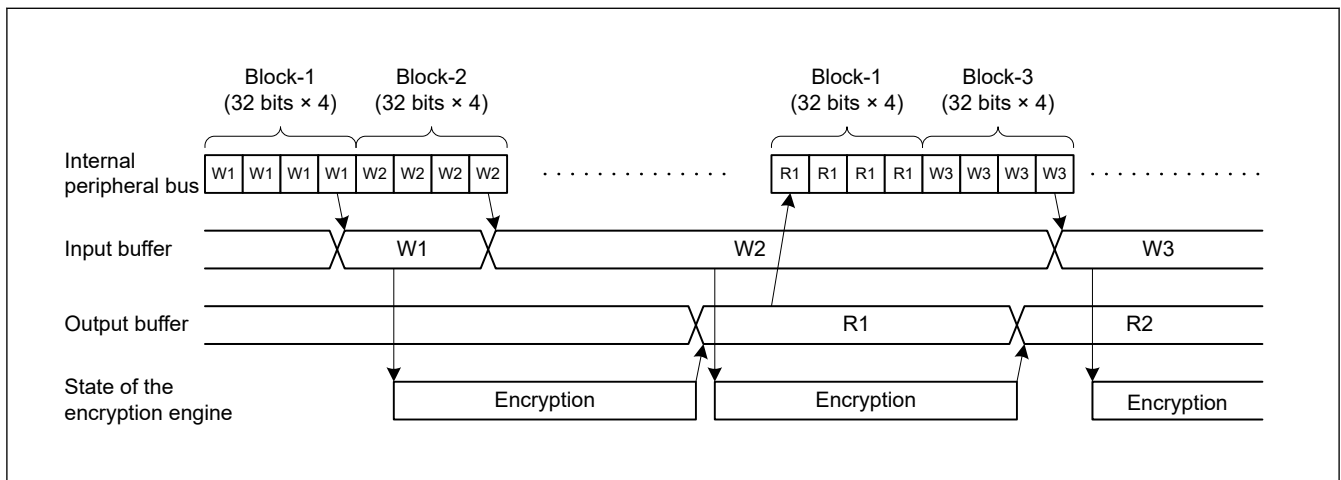 Block-1
(32 bits × 4)
Block-2
(32 bits × 4)
Block-1
(32 bits × 4)
Block-3
(32 bits × 4)
Internal
peripheral bus
W1 W1 W1 W1 W2 W2 W2 W2
R1 R1 R1 R1 W3 W3 W3 W3
Input buffer
W1
W2
W3
Output buffer
R1
R2
State of the
encryption engine
Encryption
Encryption
Encryption